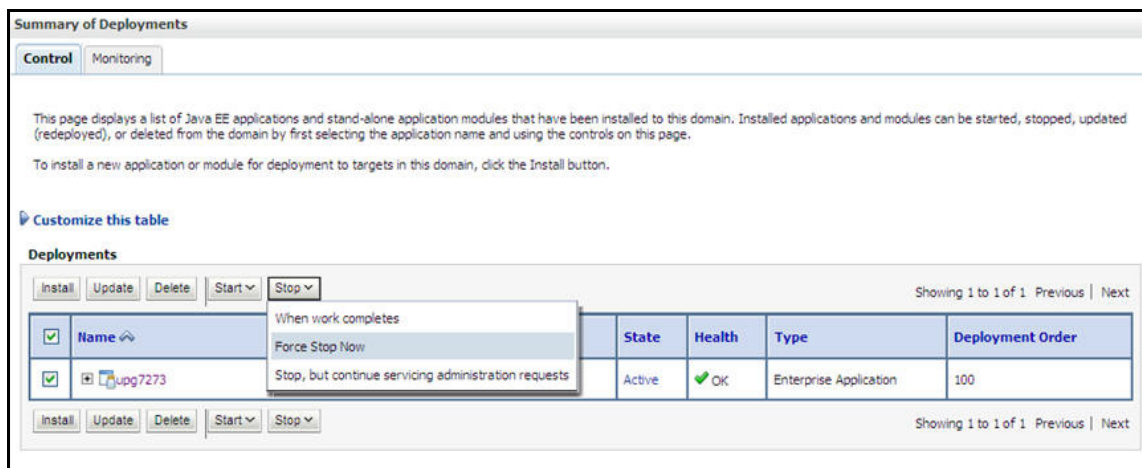 Summary of Deployments
Control Monitoring
This page displays a list of Java EE applications and stand-alone application modules that have been installed to this domain. Installed applications and modules can be started, stopped, updated
(redeployed), or deleted from the domain by first selecting the application name and using the controls on this page.
To install a new application or module for deployment to targets in this domain, click the Install button.
Customize this table
Deployments
Install Update Delete Start Stop Showing 1 to 1 of 1 Previous | Next
When work completes
Force Stop Now
Stop, but continue servicing administration requests
Name State Health Type Deployment Order
upg7273 Active OK Enterprise Application 100
Install Update Delete Start Stop Showing 1 to 1 of 1 Previous | Next